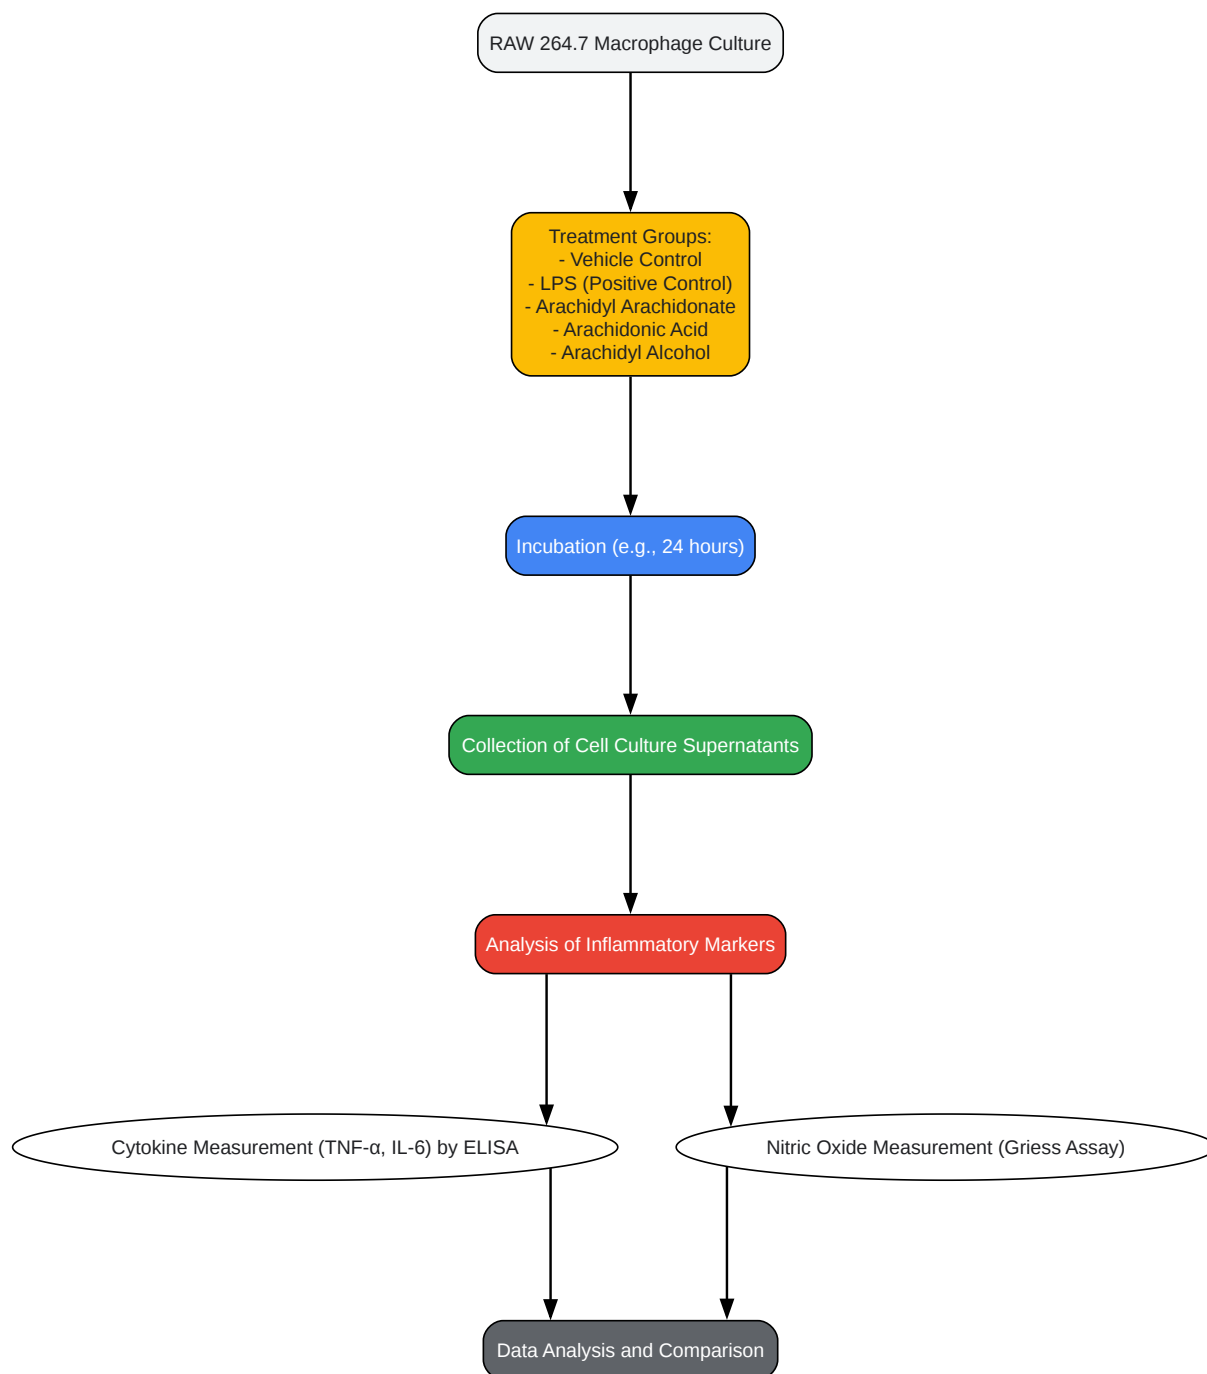 RAW 264.7 Macrophage Culture
Treatment Groups:
- Vehicle Control
- LPS (Positive Control)
- Arachidyl Arachidonate
- Arachidonic Acid
- Arachidyl Alcohol
Incubation (e.g., 24 hours)
Collection of Cell Culture Supernatants
Analysis of Inflammatory Markers
Cytokine Measurement (TNF-α, IL-6) by ELISA
Nitric Oxide Measurement (Griess Assay)
Data Analysis and Comparison